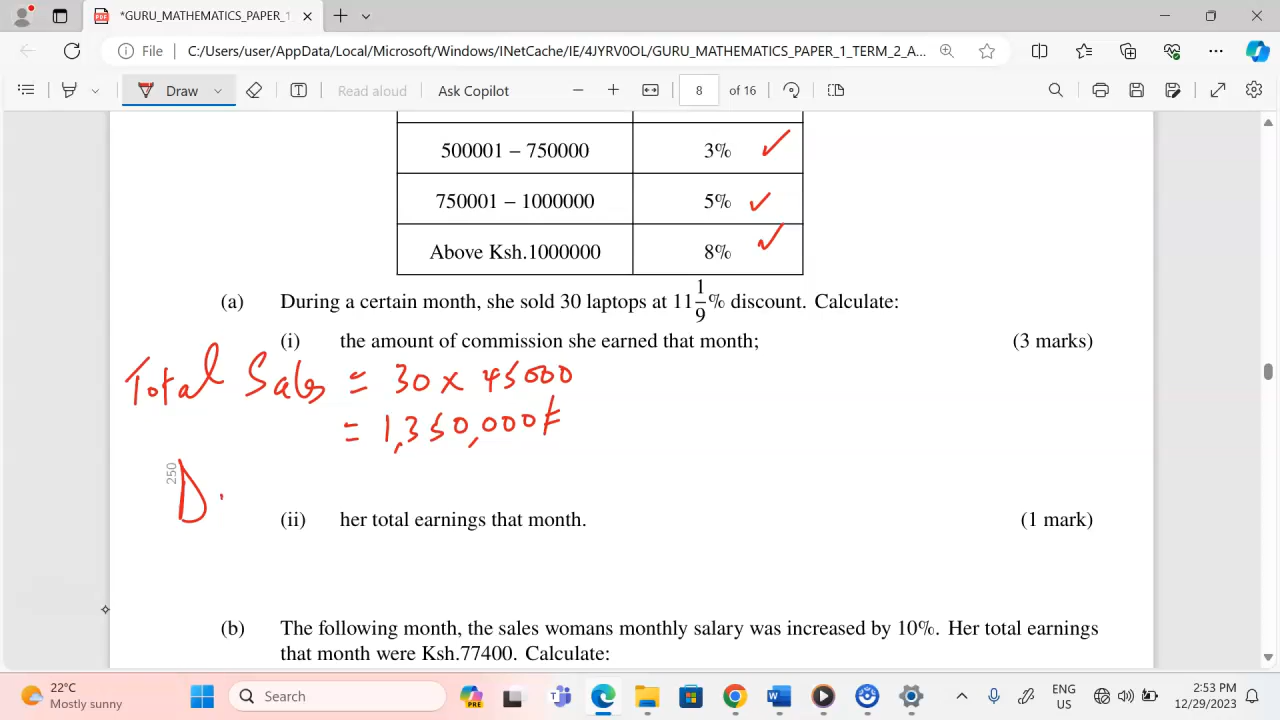 *GURU_MATHEMATICS_PAPER_1
File C:/Users/user/AppData/Local/Microsoft/Windows/INetCache/IE/4JYRV0OL/GURU_MATHEMATICS_PAPER_1_TERM_2_A...
Draw Read aloud Ask Copilot 8 of 16
500001 – 750000 3% ✓
750001 – 1000000 5% ✓
Above Ksh.1000000 8% ✓
(a) During a certain month, she sold 30 laptops at 11 1/9 % discount. Calculate:
(i) the amount of commission she earned that month; (3 marks)
Total Sales = 30 x 45000
= 1,350,000
250
D
(ii) her total earnings that month. (1 mark)
(b) The following month, the sales womans monthly salary was increased by 10%. Her total earnings
that month were Ksh.77400. Calculate:
22°C
Mostly sunny
Search
PRE
ENG
US
2:53 PM
12/29/2023